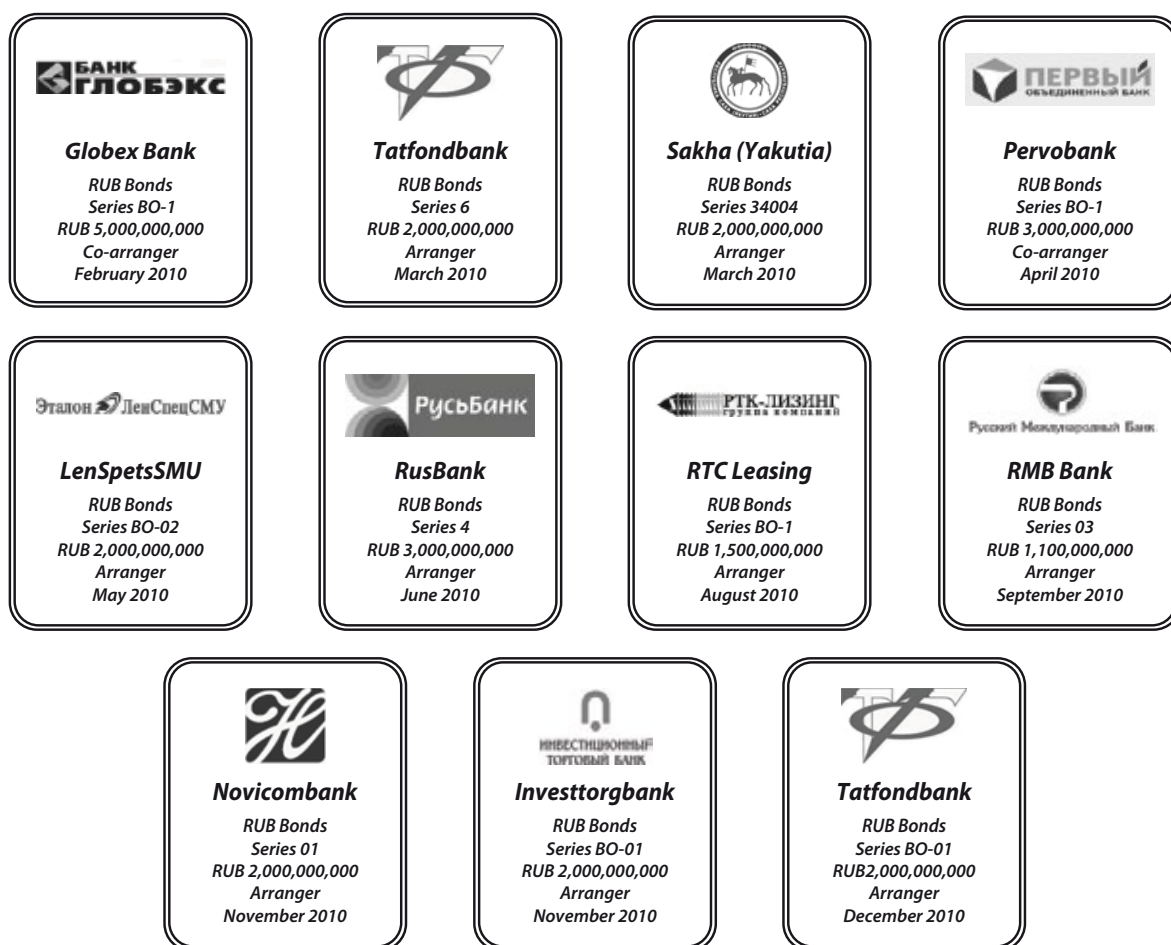 БАНК
ГЛОБЭКС
Globex Bank
RUB Bonds
Series BO-1
RUB 5,000,000,000
Co-arranger
February 2010
Tatfondbank
RUB Bonds
Series 6
RUB 2,000,000,000
Arranger
March 2010
Sakha (Yakutia)
RUB Bonds
Series 34004
RUB 2,000,000,000
Arranger
March 2010
ПЕРВЫЙ
ОБЪЕДИНЕННЫЙ БАНК
Pervobank
RUB Bonds
Series BO-1
RUB 3,000,000,000
Co-arranger
April 2010
Эталон ЛенСпецСМУ
LenSpetsSMU
RUB Bonds
Series BO-02
RUB 2,000,000,000
Arranger
May 2010
РусьБанк
RusBank
RUB Bonds
Series 4
RUB 3,000,000,000
Arranger
June 2010
РТК-ЛИЗИНГ
группа компаний
RTC Leasing
RUB Bonds
Series BO-1
RUB 1,500,000,000
Arranger
August 2010
Русский Международный Банк
RMB Bank
RUB Bonds
Series 03
RUB 1,100,000,000
Arranger
September 2010
Novicombank
RUB Bonds
Series 01
RUB 2,000,000,000
Arranger
November 2010
ИНВЕСТИЦИОННЫЙ
ТОРГОВЫЙ БАНК
Investtorgbank
RUB Bonds
Series BO-01
RUB 2,000,000,000
Arranger
November 2010
Tatfondbank
RUB Bonds
Series BO-01
RUB2,000,000,000
Arranger
December 2010